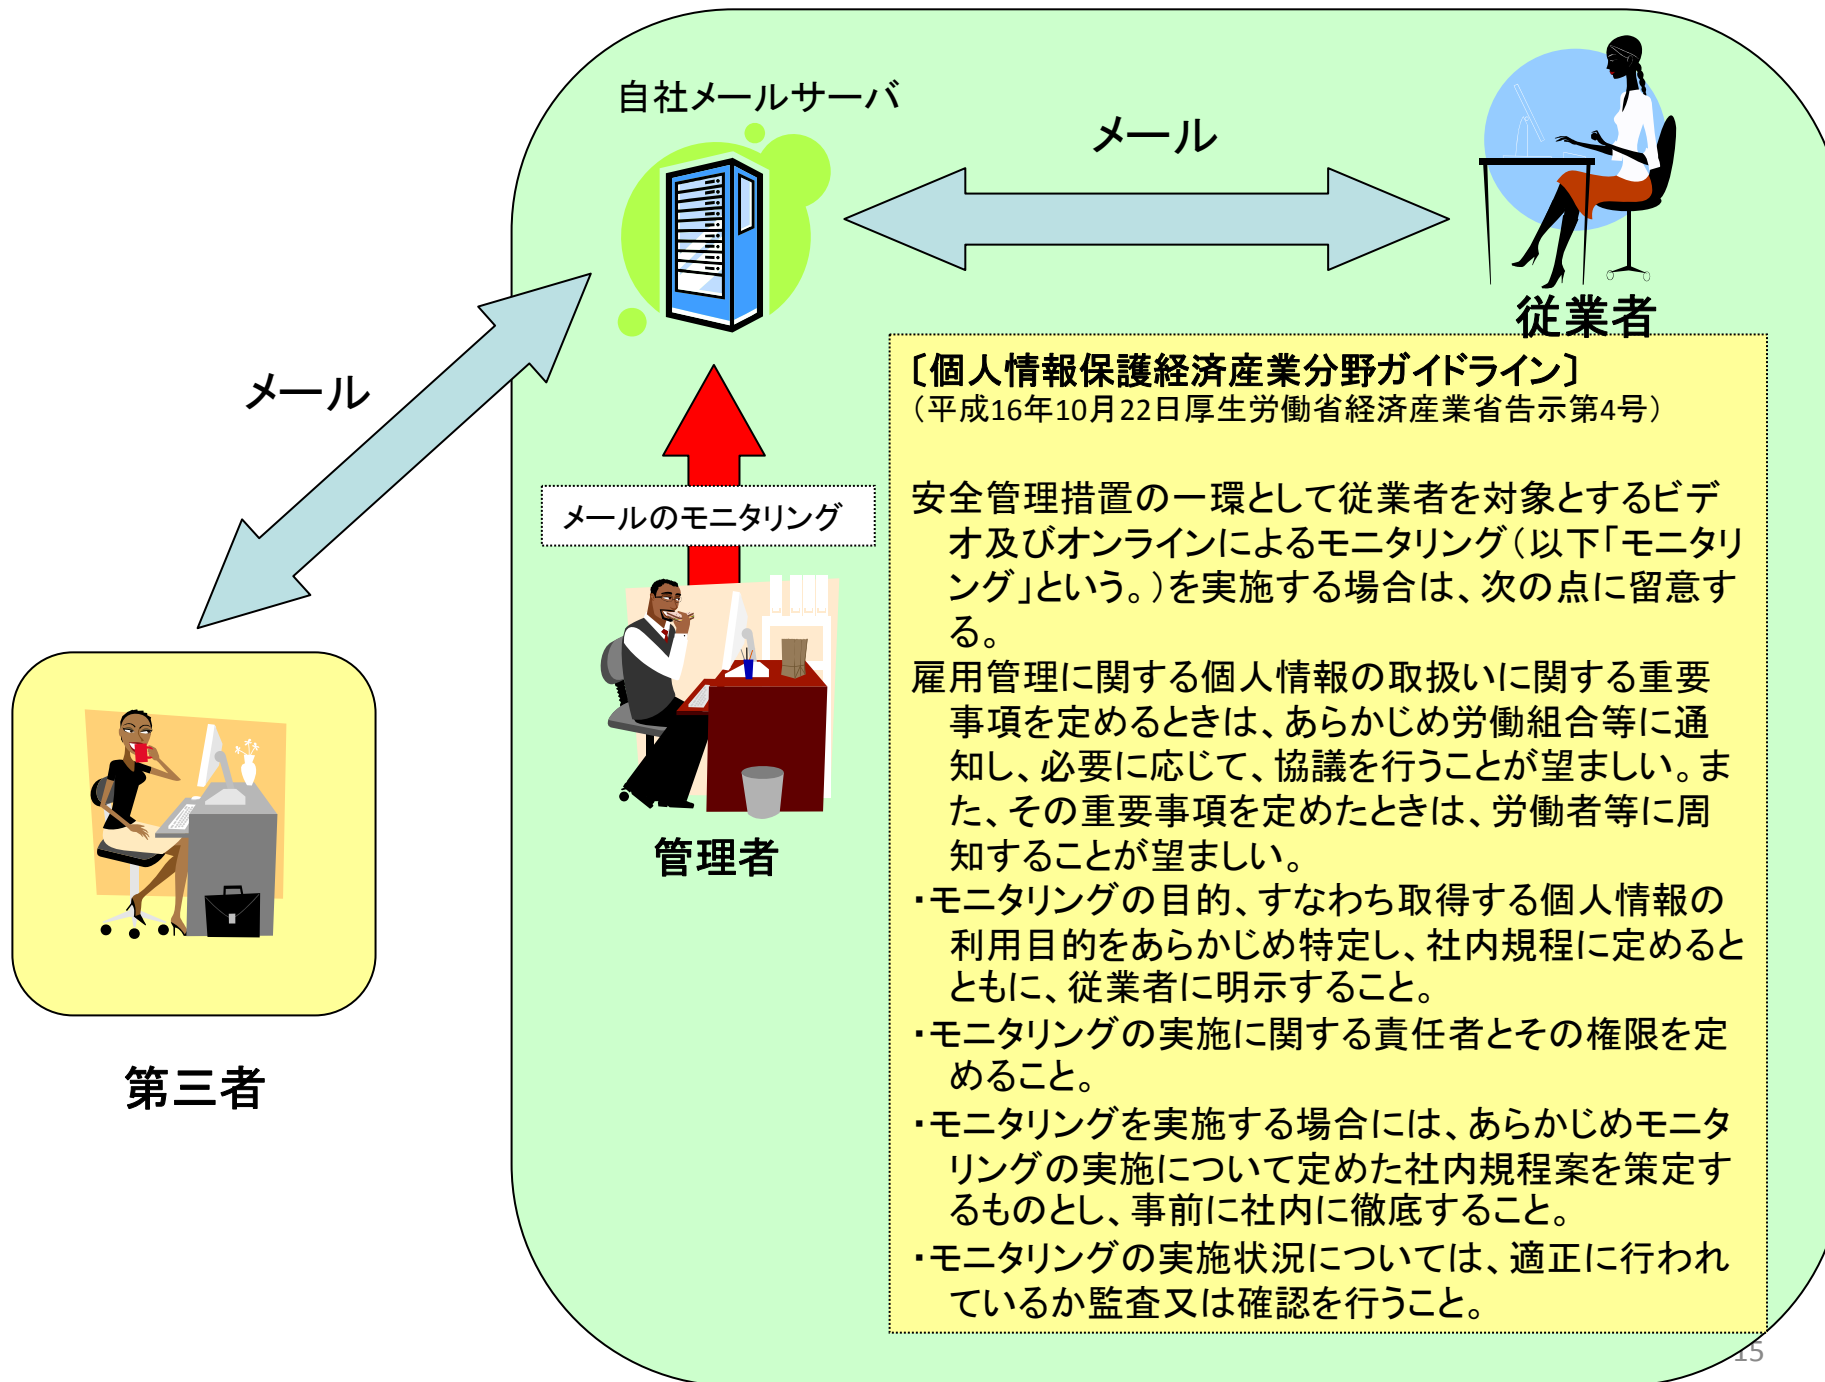 自社メールサーバ
メール
従業者
メール
〔個人情報保護経済産業分野ガイドライン〕
（平成16年10月22日厚生労働省経済産業省告示第4号）
メールのモニタリング
安全管理措置の一環として従業者を対象とするビデ
オ及びオンラインによるモニタリング（以下「モニタリ
ング」という。）を実施する場合は、次の点に留意す
る。
雇用管理に関する個人情報の取扱いに関する重要
事項を定めるときは、あらかじめ労働組合等に通
知し、必要に応じて、協議を行うことが望ましい。ま
た、その重要事項を定めたときは、労働者等に周
知することが望ましい。
・モニタリングの目的、すなわち取得する個人情報の
利用目的をあらかじめ特定し、社内規程に定めると
ともに、従業者に明示すること。
・モニタリングの実施に関する責任者とその権限を定
めること。
・モニタリングを実施する場合には、あらかじめモニタ
リングの実施について定めた社内規程案を策定す
るものとし、事前に社内に徹底すること。
・モニタリングの実施状況については、適正に行われ
ているか監査又は確認を行うこと。
管理者
第三者
15